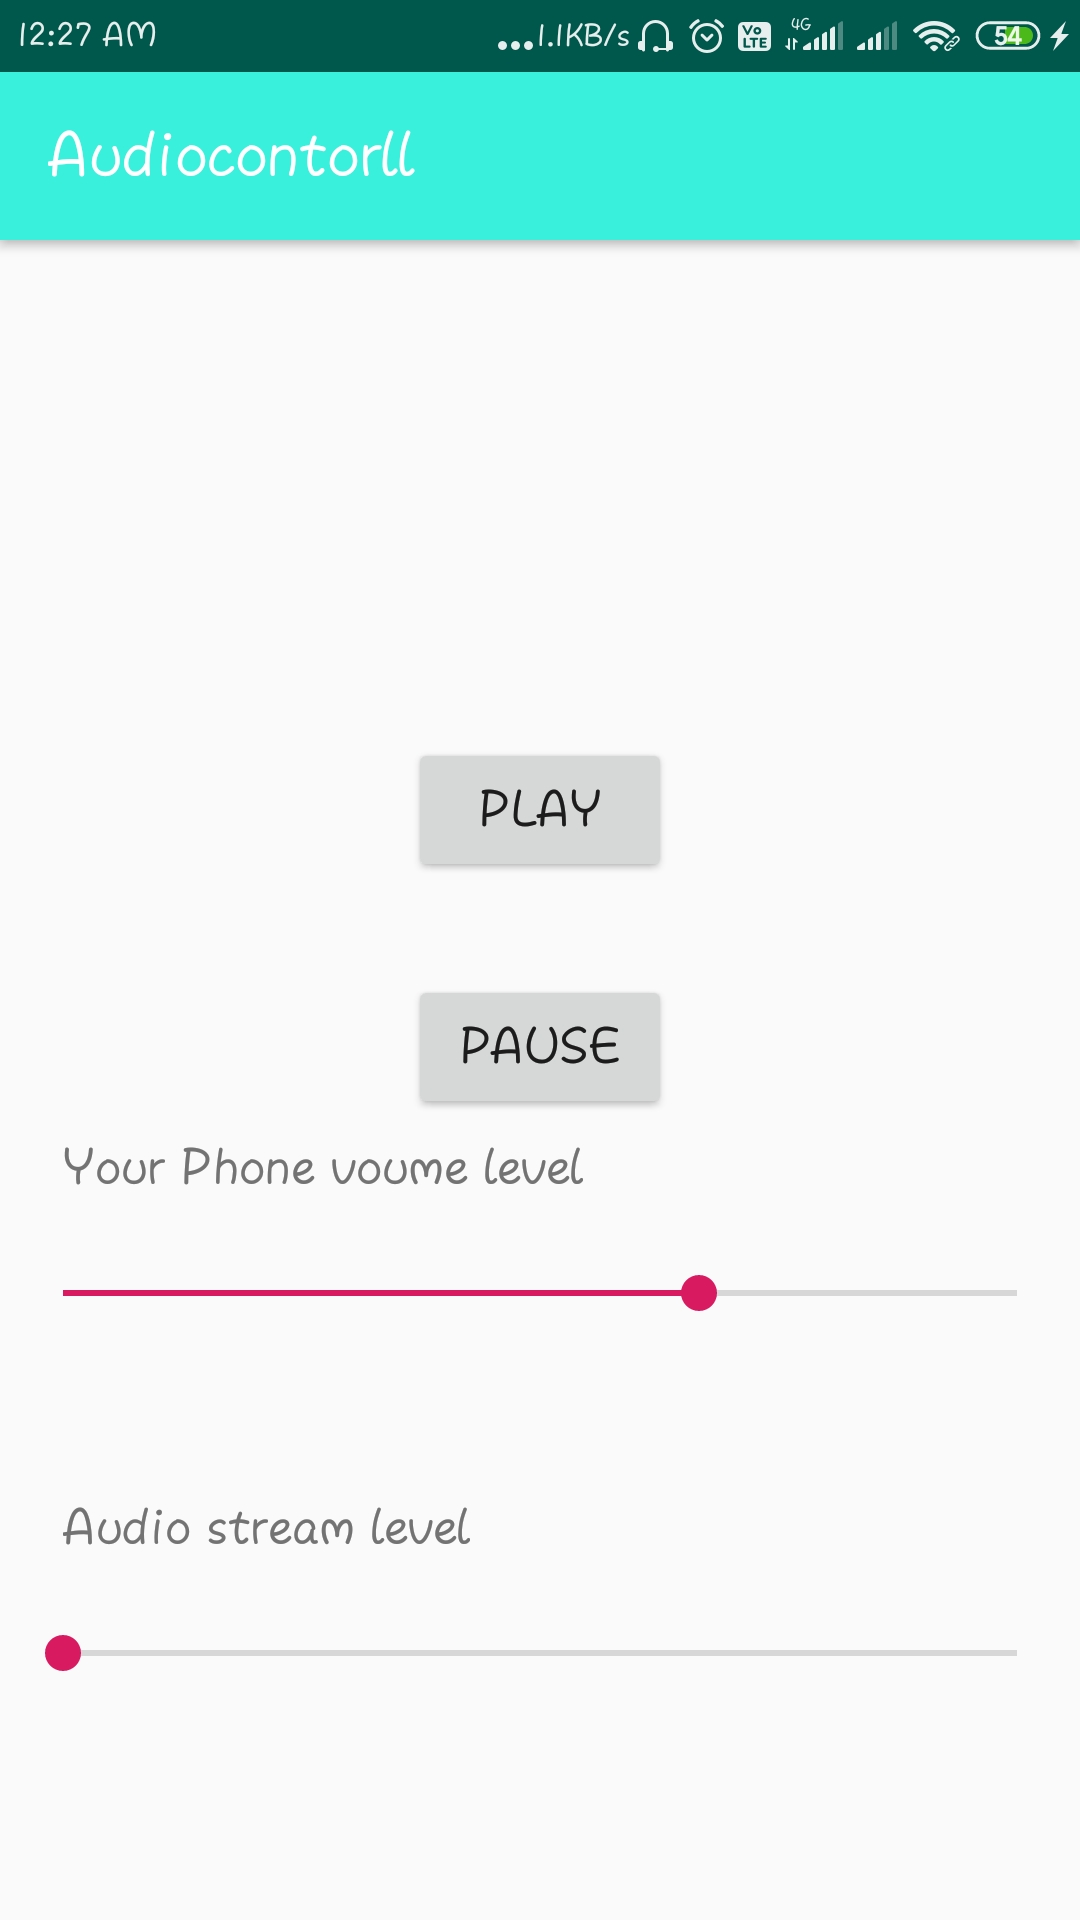 12:27 AM ...1.1KB/s Vo LTE 4G 54
Audiocontorll
PLAY
PAUSE
Your Phone voume level
Audio stream level